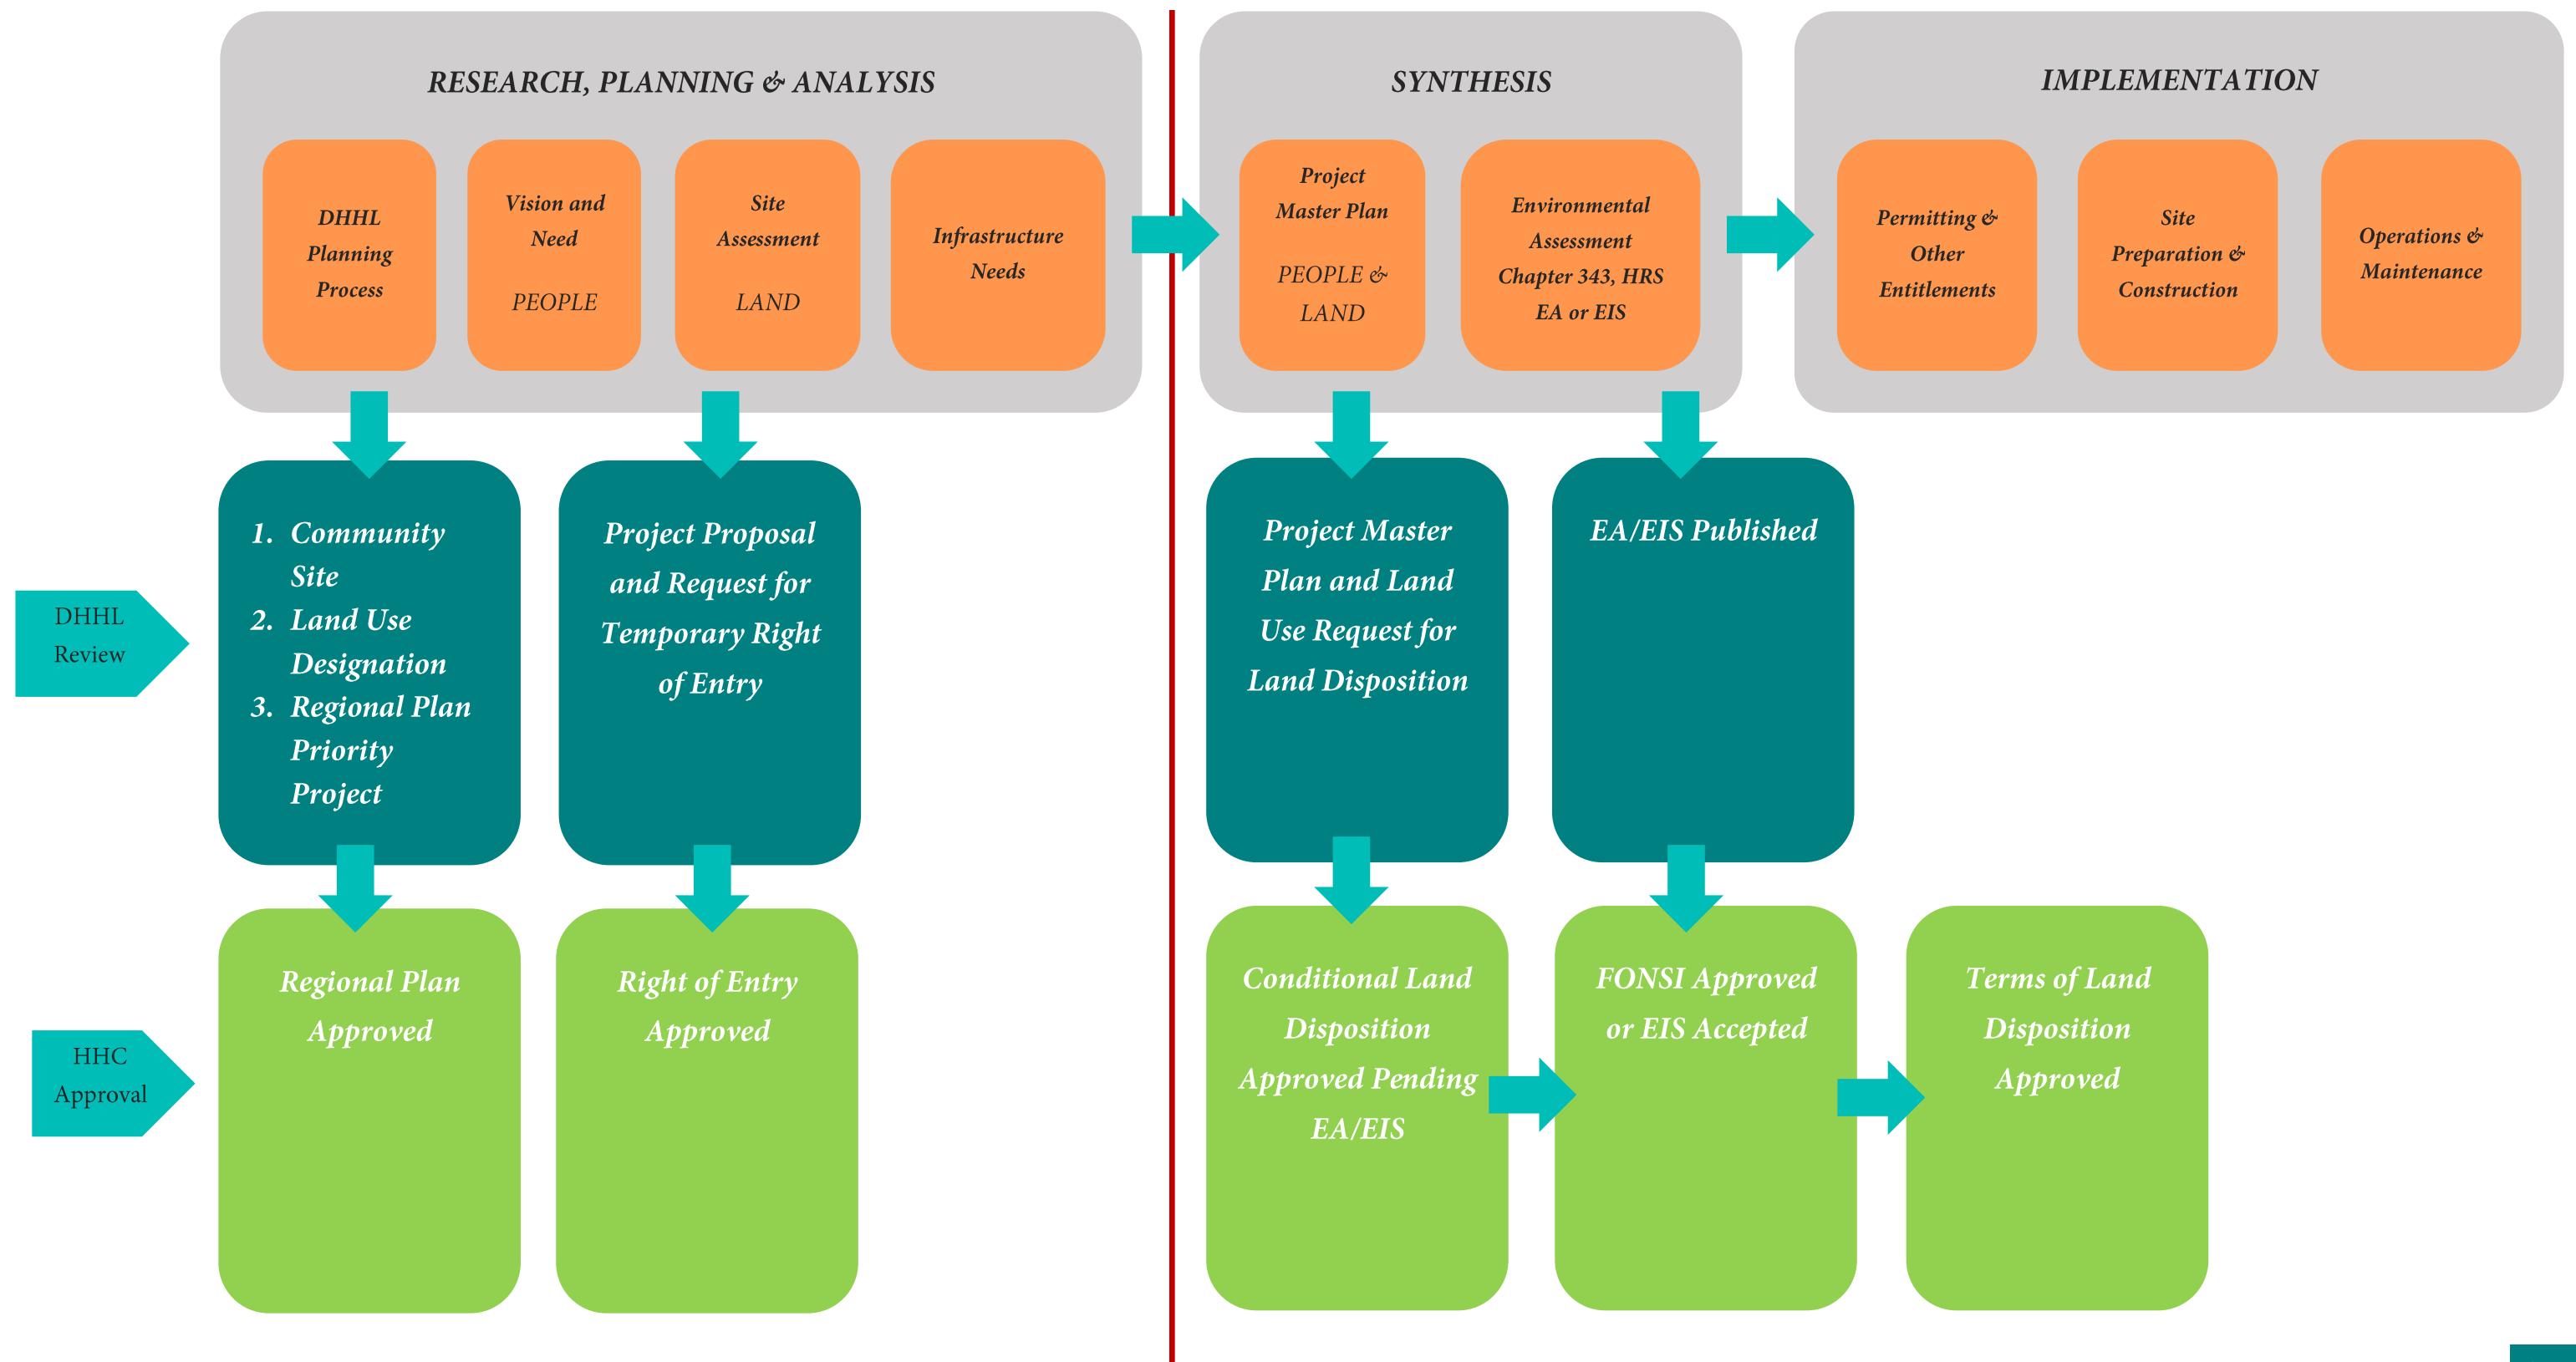 RESEARCH, PLANNING & ANALYSIS
DHHL
Planning
Process
Vision and
Need
PEOPLE
Site
Assessment
LAND
Infrastructure
Needs
SYNTHESIS
Project
Master Plan
PEOPLE &
LAND
Environmental
Assessment
Chapter 343, HRS
EA or EIS
IMPLEMENTATION
Permitting &
Other
Entitlements
Site
Preparation &
Construction
Operations &
Maintenance
DHHL
Review
1. Community
Site
2. Land Use
Designation
3. Regional Plan
Priority
Project
Project Proposal
and Request for
Temporary Right
of Entry
Project Master
Plan and Land
Use Request for
Land Disposition
EA/EIS Published
HHC
Approval
Regional Plan
Approved
Right of Entry
Approved
Conditional Land
Disposition
Approved Pending
EA/EIS
FONSI Approved
or EIS Accepted
Terms of Land
Disposition
Approved